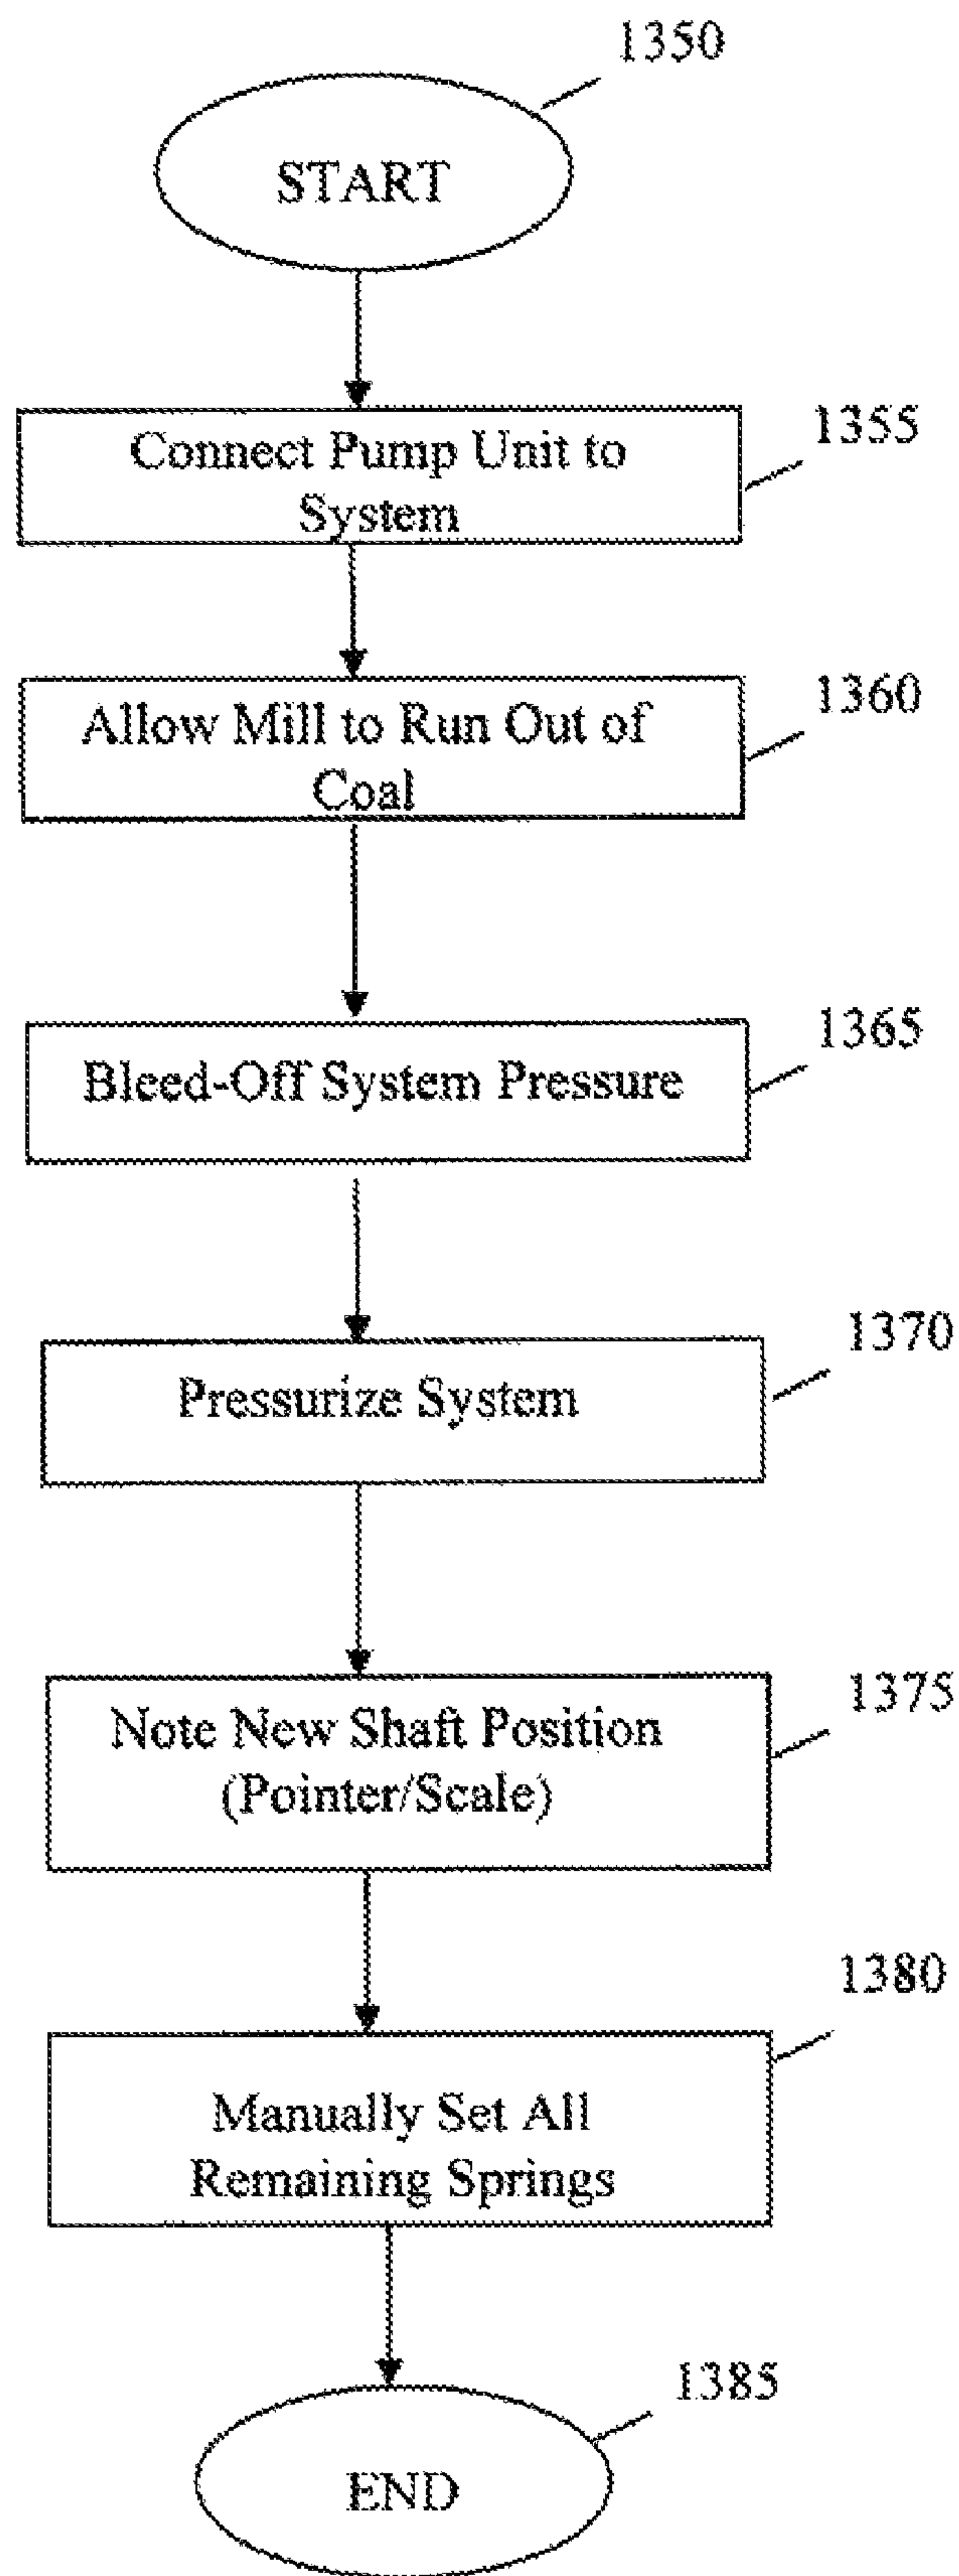 1350
START
1355
Connect Pump Unit to
System
1360
Allow Mill to Run Out of
Coal
1365
Bleed-Off System Pressure
1370
Pressurize System
1375
Note New Shaft Position
(Pointer/Scale)
1380
Manually Set All
Remaining Springs
1385
END